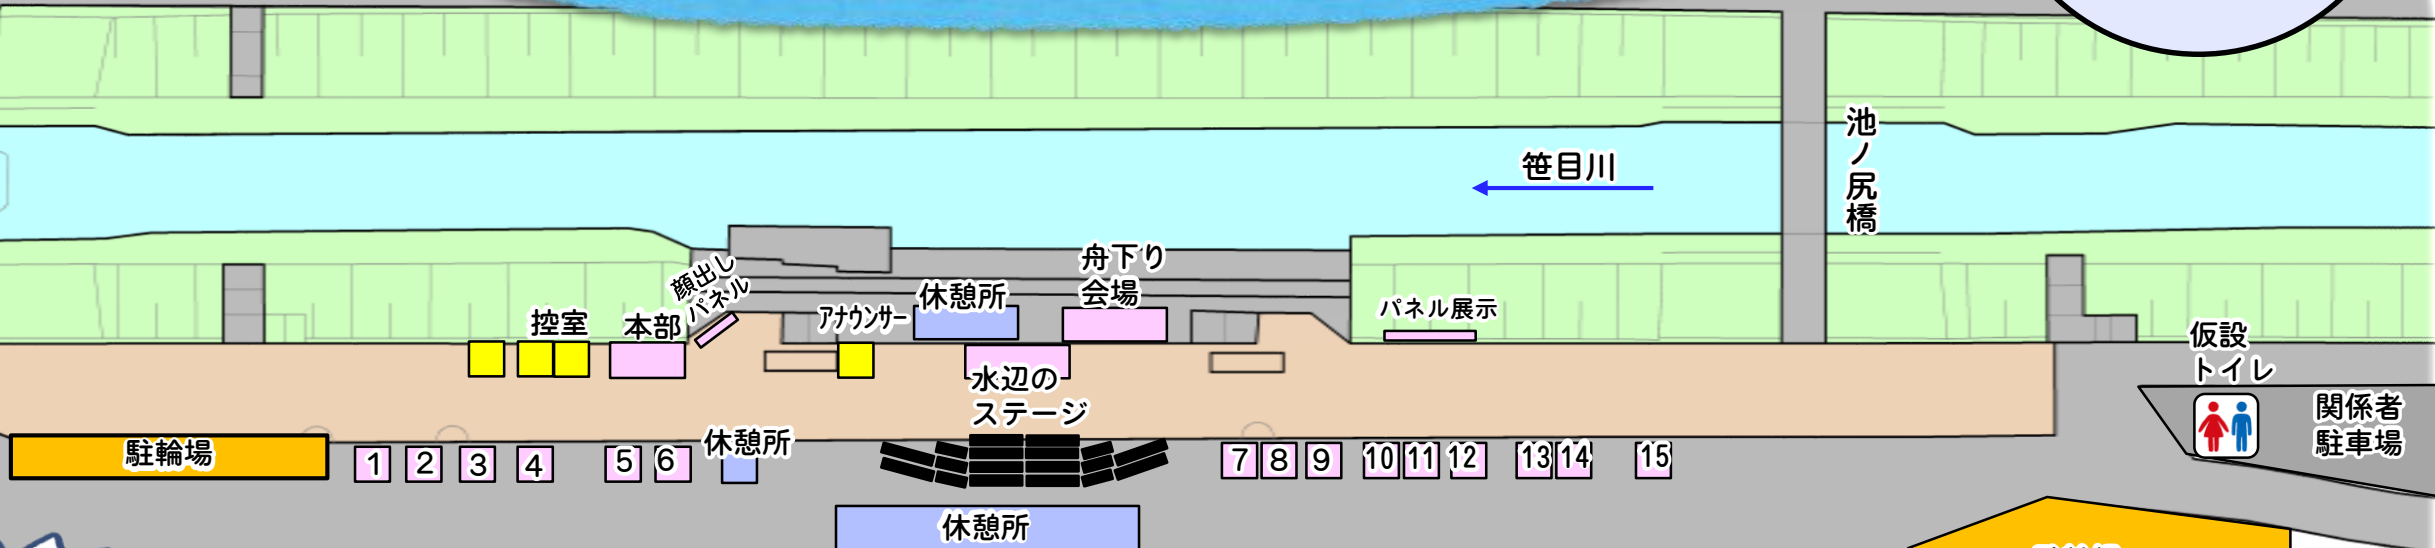 笹目川
池ノ尻橋
顔出し
パネル
舟下り
会場
休憩所
アナウンサー
パネル展示
控室
本部
仮設
トイレ
水辺の
ステージ
関係者
駐車場
駐輪場
1 2 3 4 5 6
休憩所
7 8 9 10 11 12 13 14 15
休憩所